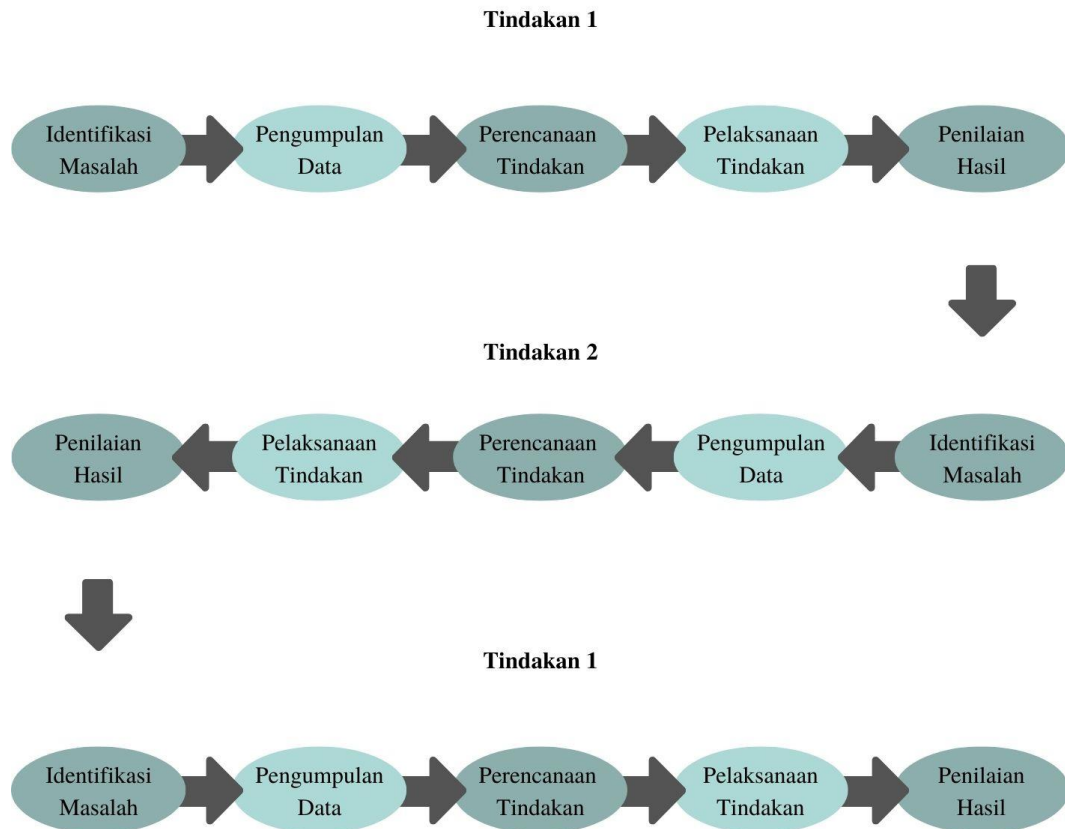 Tindakan 1
Identifikasi
Masalah
Pengumpulan
Data
Perencanaan
Tindakan
Pelaksanaan
Tindakan
Penilaian
Hasil
Tindakan 2
Penilaian
Hasil
Pelaksanaan
Tindakan
Perencanaan
Tindakan
Pengumpulan
Data
Identifikasi
Masalah
Tindakan 1
Identifikasi
Masalah
Pengumpulan
Data
Perencanaan
Tindakan
Pelaksanaan
Tindakan
Penilaian
Hasil